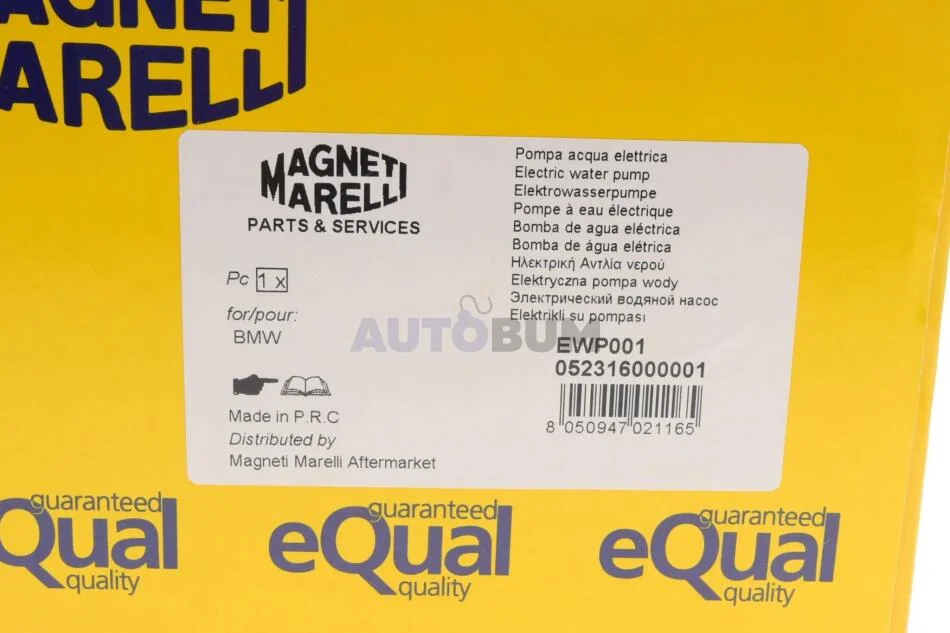 MAGNETI
MARELLI
MAGNETI
MARELLI
PARTS & SERVICES
Pc 1 x
for/pour:
BMW
Made in P.R.C
Distributed by
Magneti Marelli Aftermarket
Pompa acqua elettrica
Electric water pump
Elektrowasserpumpe
Pompe à eau électrique
Bomba de agua eléctrica
Bomba de água elétrica
Ηλεκτρική Αντλία νερού
Elektryczna pompa wody
Электрический водяной насос
Elektrikli su pompası
AUTOBUM
EWP001
052316000001
8 050947 021165
guaranteed
eQual
quality
guaranteed
eQual
quality
guaranteed
eQual
quality